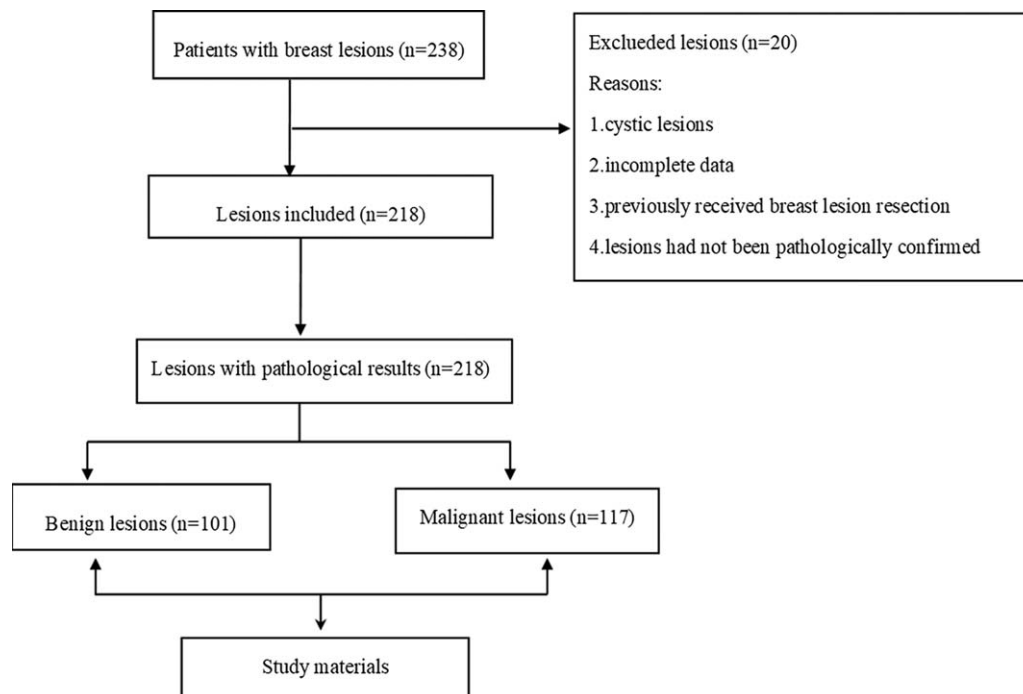 Patients with breast lesions (n=238)
Exclueded lesions (n=20)
Reasons:
1.cystic lesions
2.incomplete data
3.previously received breast lesion resection
4.lesions had not been pathologically confirmed
Lesions included (n=218)
Lesions with pathological results (n=218)
Benign lesions (n=101)
Malignant lesions (n=117)
Study materials